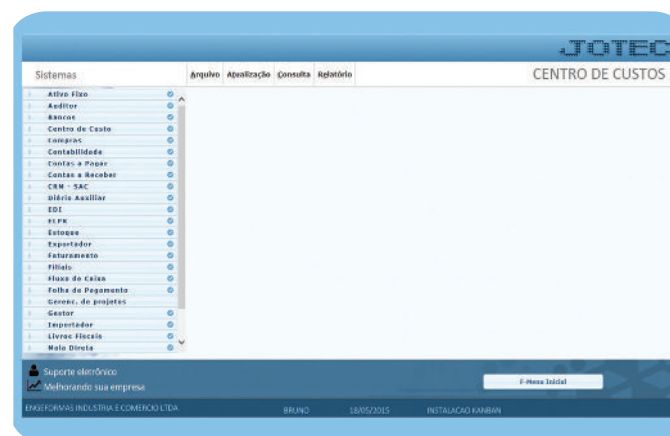 JOTEC
Sistemas
Arquivo Atualização Consulta Relatório
CENTRO DE CUSTOS
Ativo Fixo
Auditor
Bancos
Centro de Custo
Compras
Contabilidade
Contas a Pagar
Contas a Receber
CRM - SAC
Diário Auxiliar
EDI
Estoque
Exportador
Faturamento
Filiais
Fluxo de Caixa
Folha de Pagamento
Gerenc. de projetos
Gestor
Importador
Livros Fiscais
Mala Direta
Suporte eletrônico
Melhorando sua empresa
F-Menu Inicial
ENGEFORMAS INDUSTRIA E COMERCIO LTDA
BRUNO
18/05/2015
INSTALACAO KANBAN